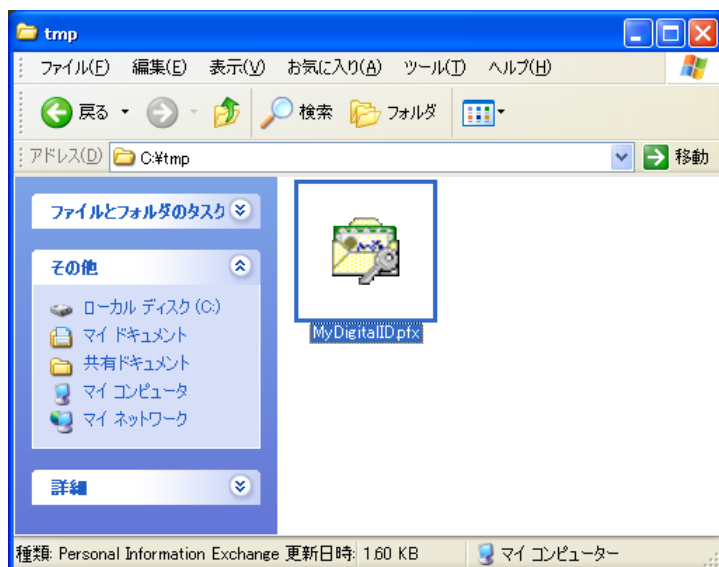 tmp
ファイル(F) 編集(E) 表示(V) お気に入り(A) ツール(T) ヘルプ(H)
戻る 検索 フォルダ
アドレス(D) C:¥tmp 移動
ファイルとフォルダのタスク
その他
ローカル ディスク (C:)
マイ ドキュメント
共有ドキュメント
マイ コンピュータ
マイ ネットワーク
詳細
MyDigitalID.pfx
種類: Personal Information Exchange 更新日時: 1.60 KB マイ コンピューター